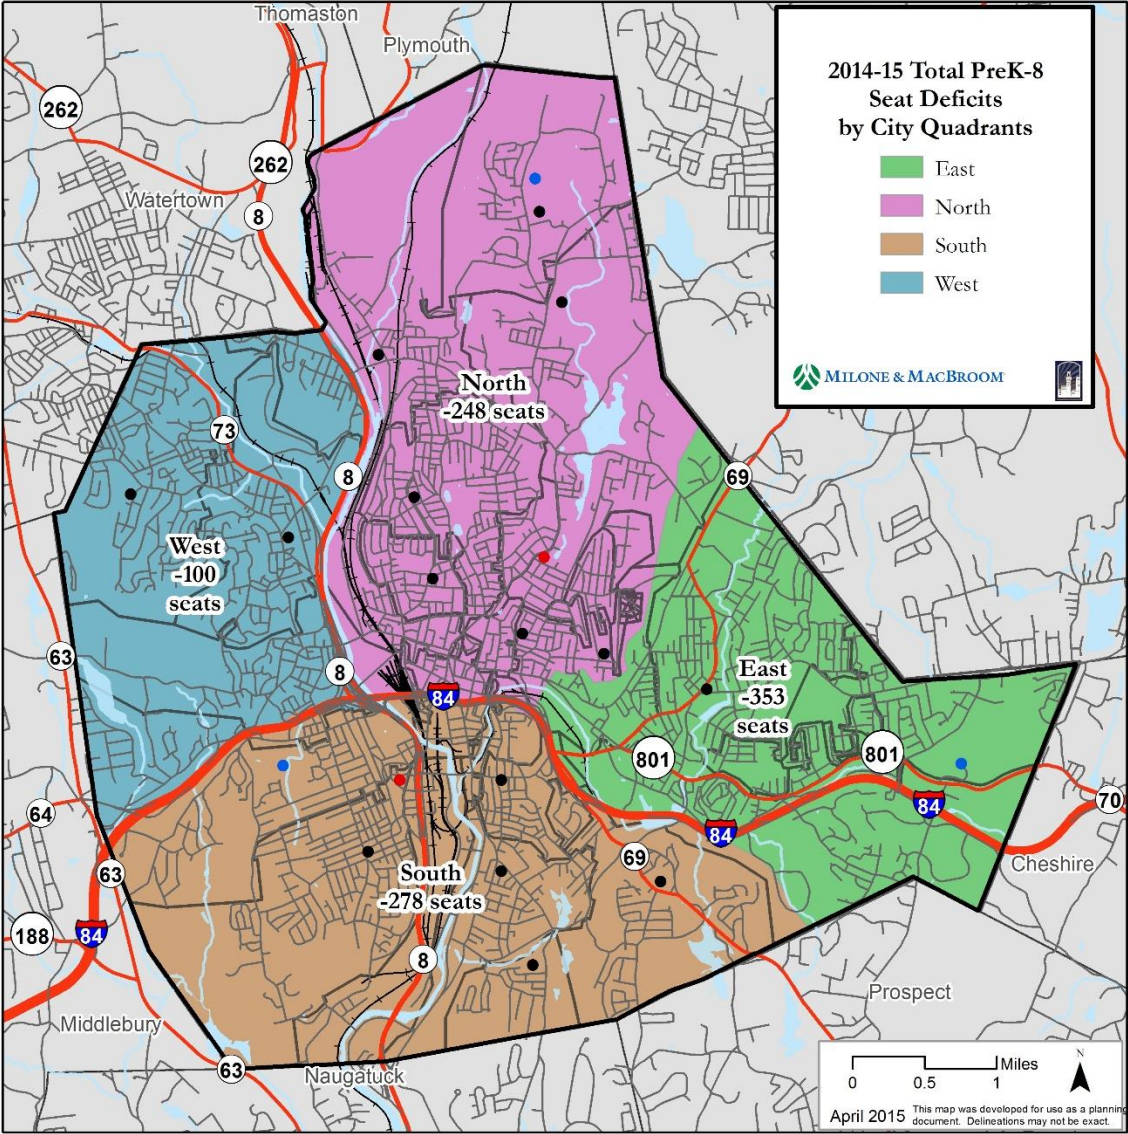 Thomaston
Plymouth
2014-15 Total PreK-8
Seat Deficits
by City Quadrants
East
North
South
West
MILONE & MACBROOM
262
262
Watertown
8
North
-248 seats
73
8
69
West
-100
seats
63
8
84
East
-353
seats
801
801
84
84
70
64
63
69
Cheshire
South
-278 seats
188
84
8
Prospect
Middlebury
63
Naugatuck
N
Miles
0 0.5 1
April 2015 This map was developed for use as a planning
document. Delineations may not be exact.